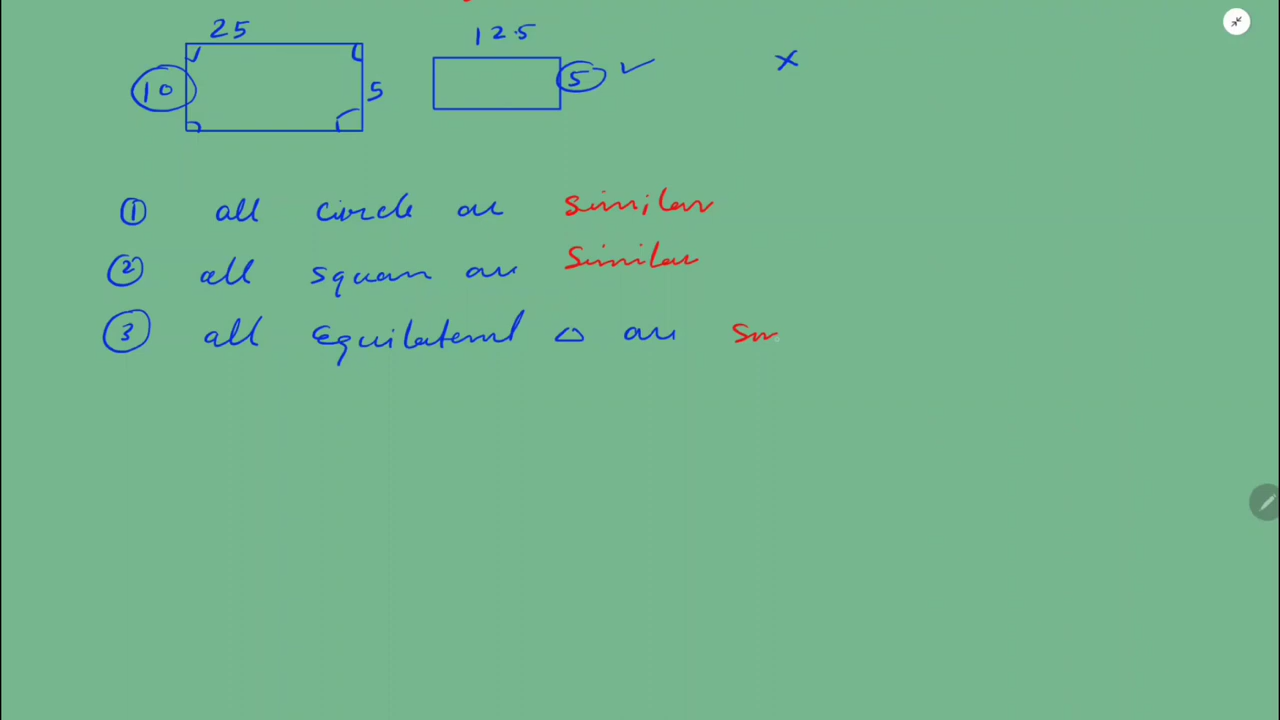 25
12.5
10
5
5 ✓
×
① all circle are similar
② all square are similar
③ all Equilateral △ are Sim